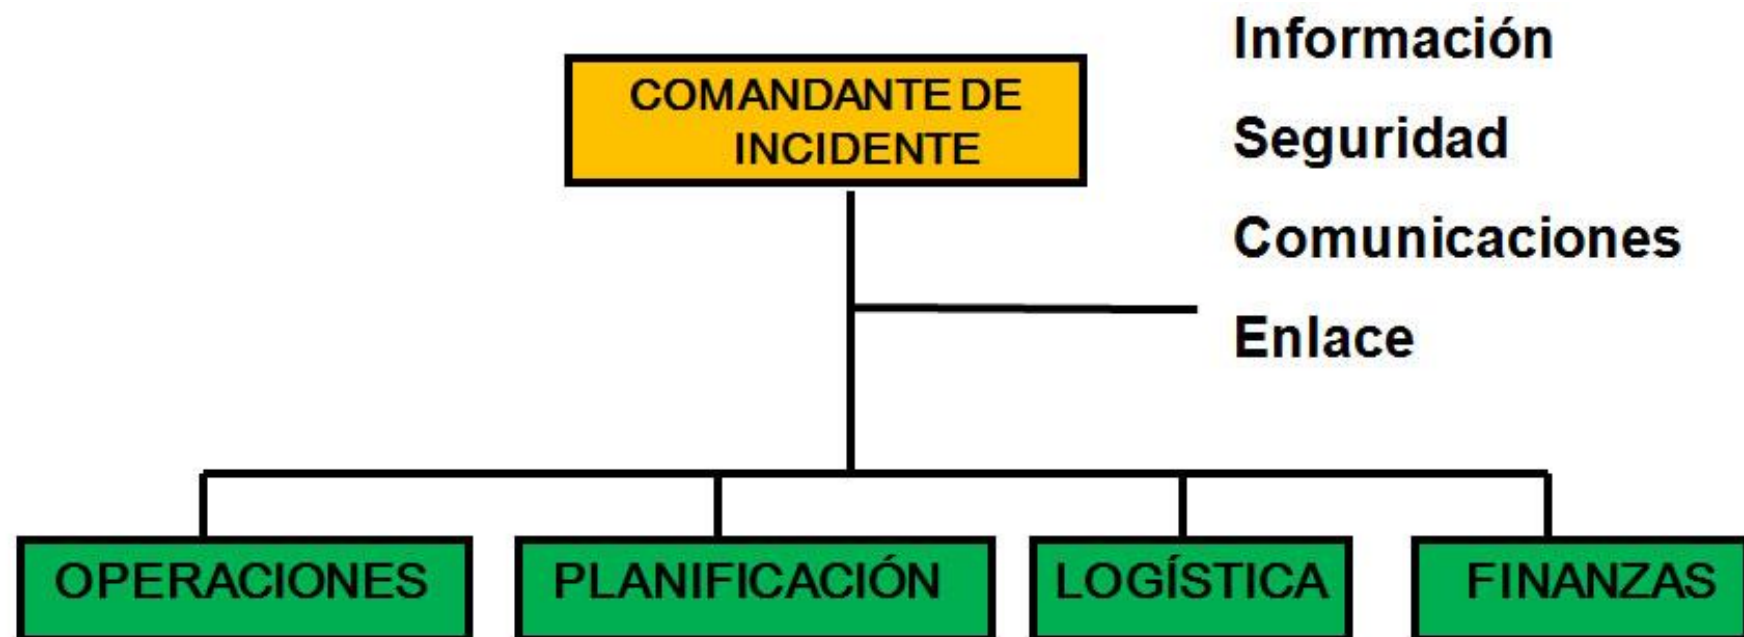 COMANDANTE DE
INCIDENTE
Información
Seguridad
Comunicaciones
Enlace
OPERACIONES
PLANIFICACIÓN
LOGÍSTICA
FINANZAS